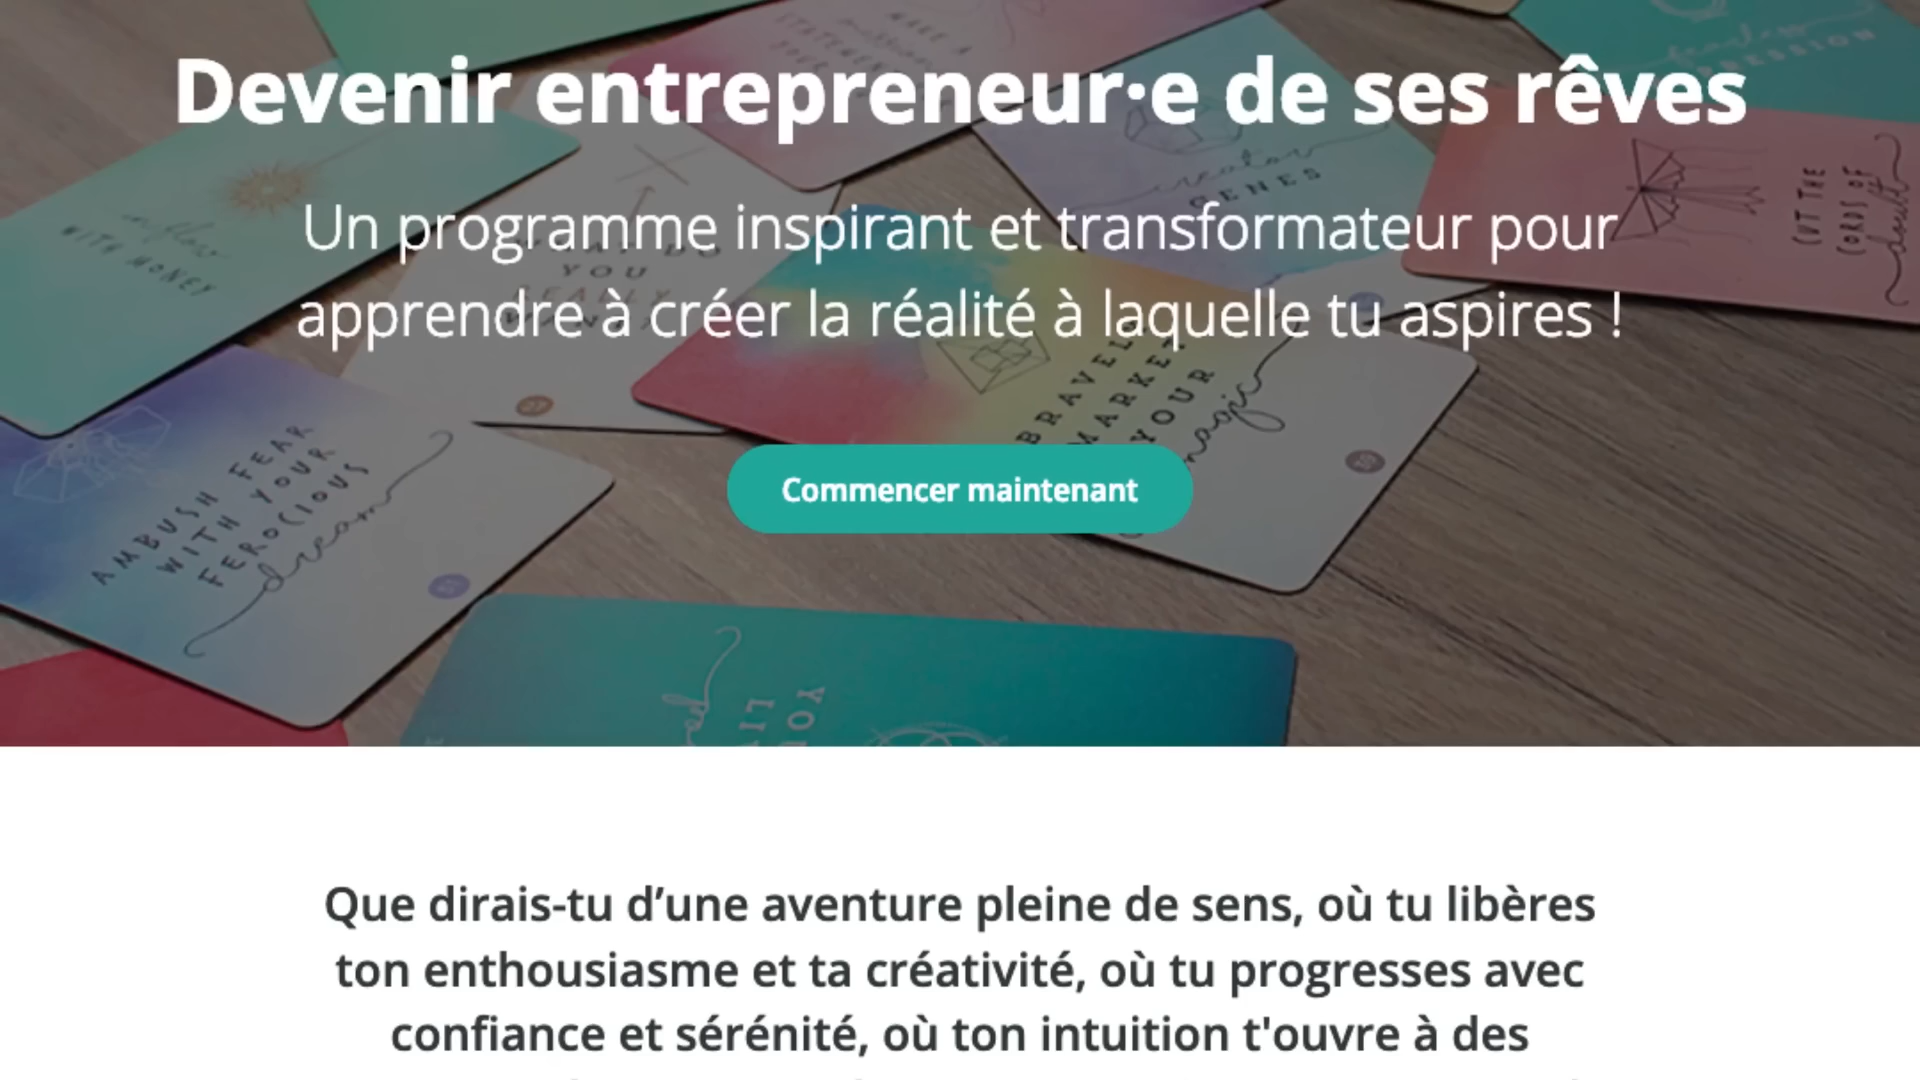 Devenir entrepreneur·e de ses rêves
Un programme inspirant et transformateur pour
apprendre à créer la réalité à laquelle tu aspires !
Commencer maintenant
WITH MONEY
YOU
GENES
CUT THE
CORDS OF
doubt
BRAVELY
MARKET
YOUR
magic
AMBUSH FEAR
WITH YOUR
FEROCIOUS
dream
Que dirais-tu d’une aventure pleine de sens, où tu libères
ton enthousiasme et ta créativité, où tu progresses avec
confiance et sérénité, où ton intuition t'ouvre à des